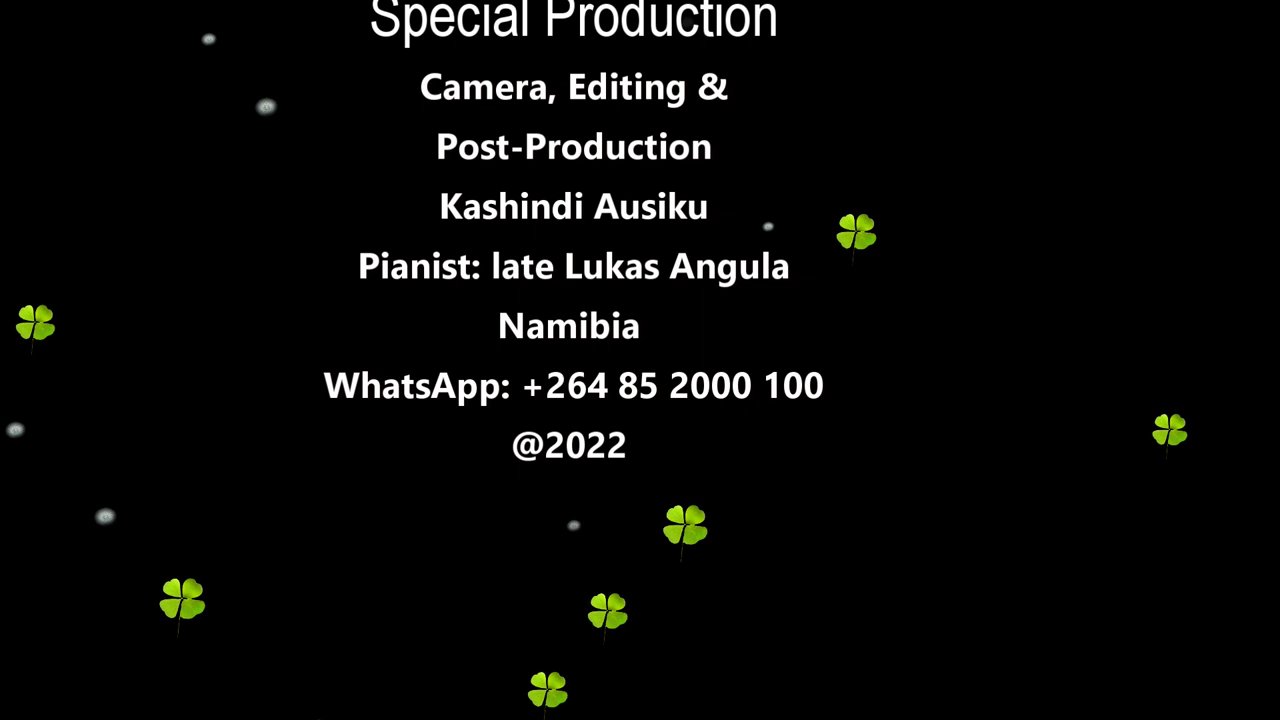 Special Production
Camera, Editing &
Post-Production
Kashindi Ausiku
Pianist: late Lukas Angula
Namibia
WhatsApp: +264 85 2000 100
@2022